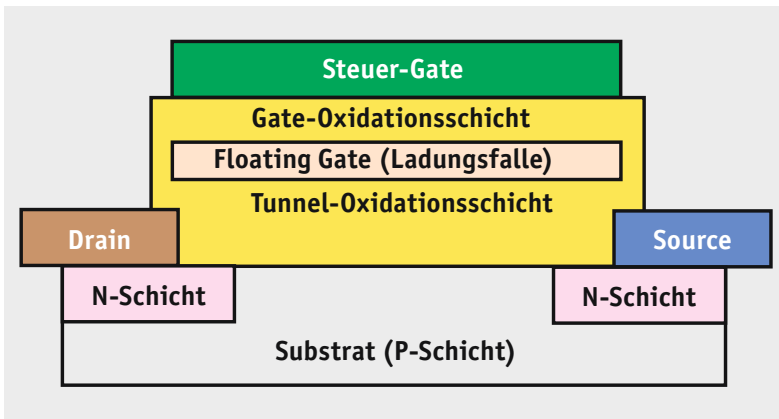 Steuer-Gate
Gate-Oxidationsschicht
Floating Gate (Ladungsfalle)
Tunnel-Oxidationsschicht
Drain
Source
N-Schicht
N-Schicht
Substrat (P-Schicht)